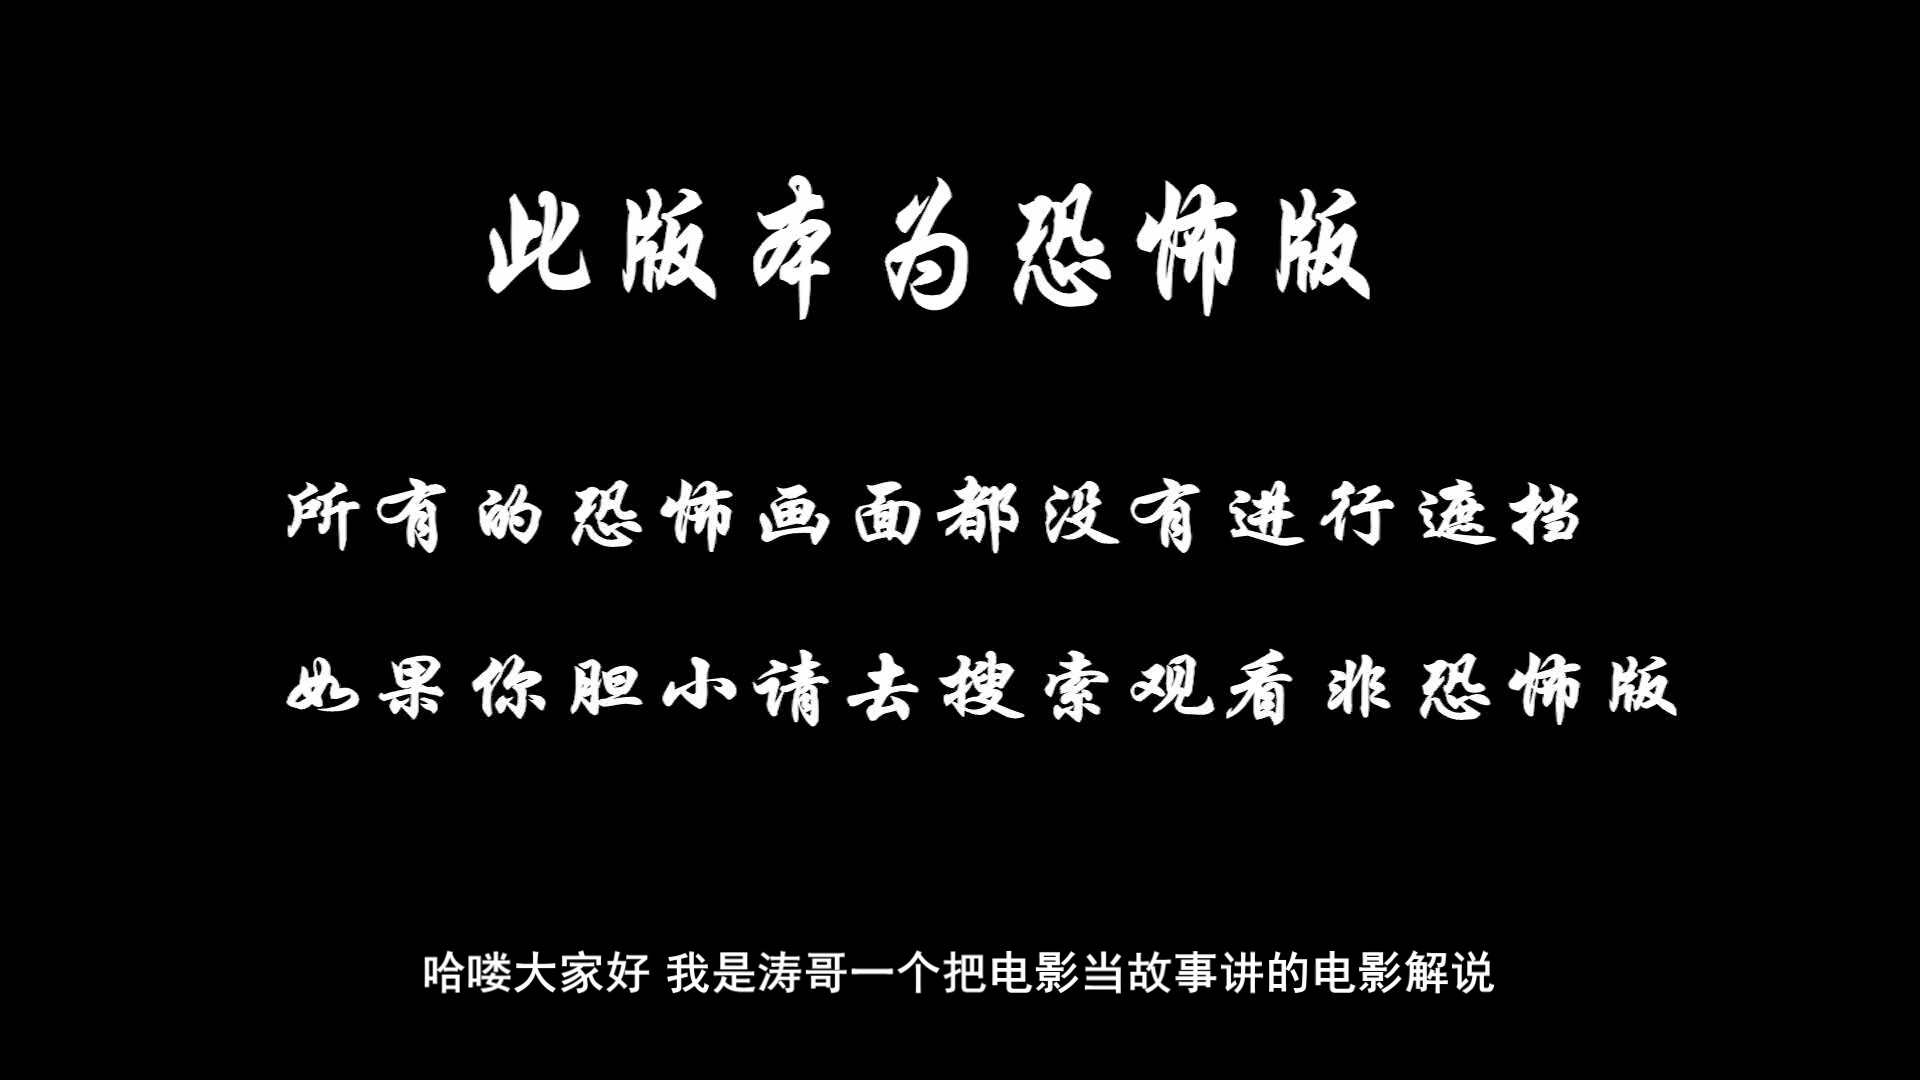 此版本为恐怖版
所有的恐怖画面都没有进行遮挡
如果你胆小请去搜索观看非恐怖版
哈喽大家好 我是涛哥一个把电影当故事讲的电影解说